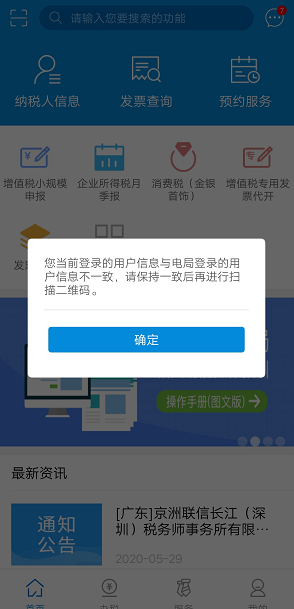 请输入您要搜索的功能
7
纳税人信息 发票查询 预约服务
增值税小规模 企业所得税月 消费税（金银 增值税专用发
申报 季报 首饰） 票代开
您当前登录的用户信息与电局登录的用
户信息不一致，请保持一致后再进行扫
描二维码。
确定
操作手册(图文版)
最新资讯
通知
公告
[广东]京洲联信长江（深
圳）税务师事务所有限…
2020-05-29
首页 办税 服务 我的